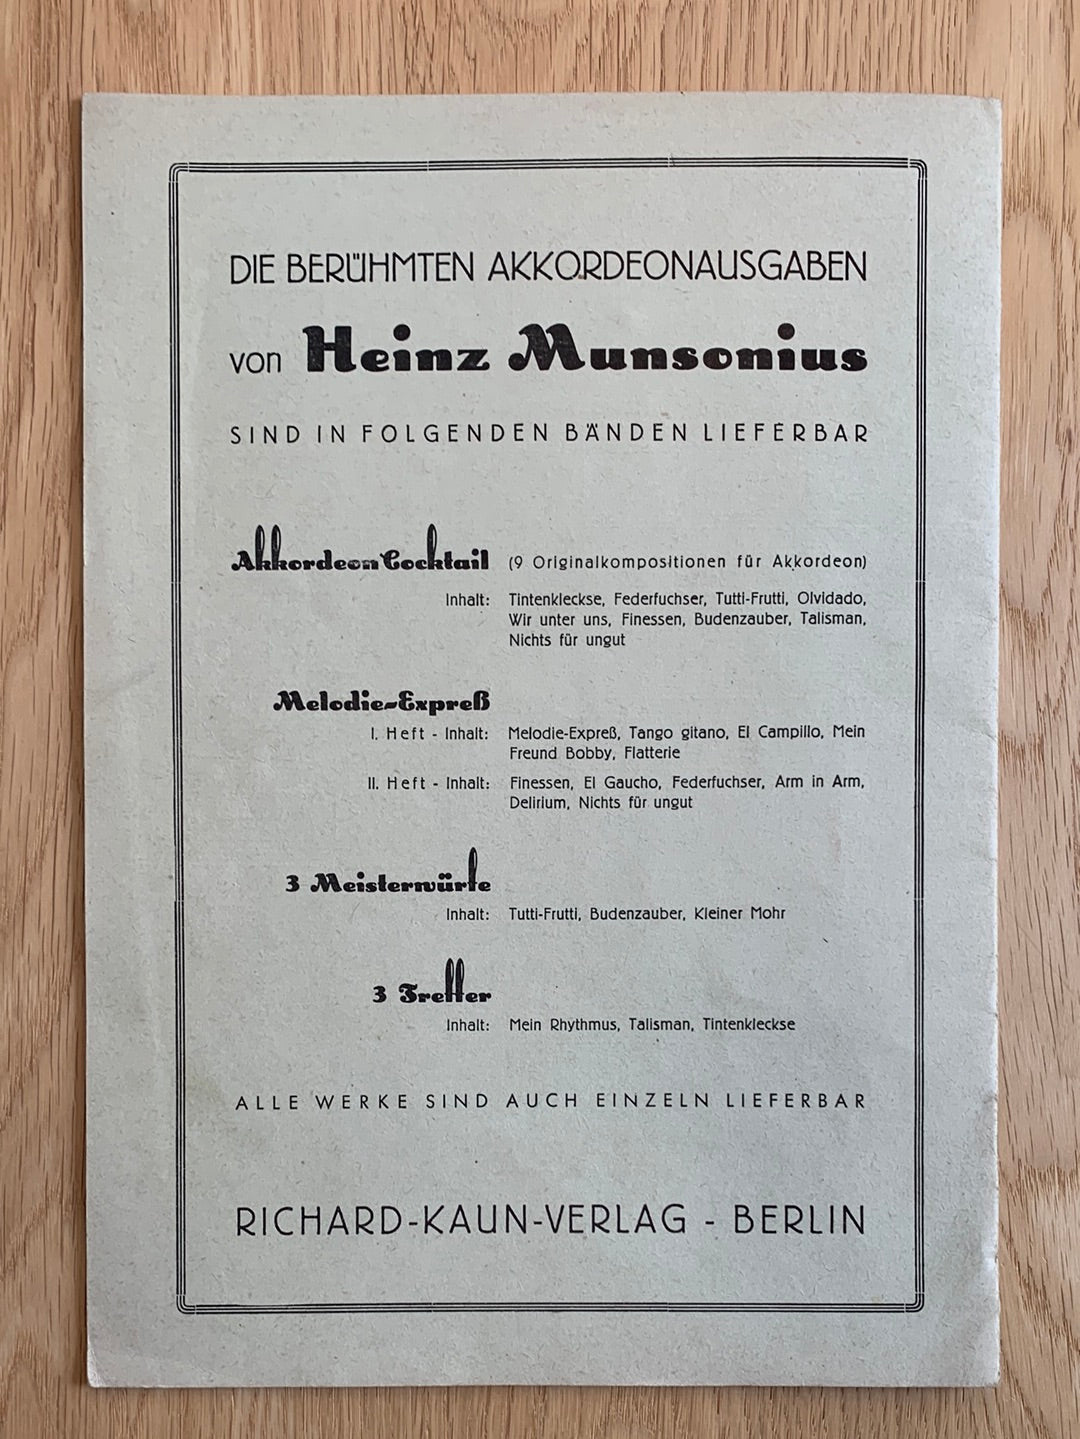 DIE BERÜHMTEN AKKORDEONAUSGABEN
von Heinz Munsonius
SIND IN FOLGENDEN BÄNDEN LIEFERBAR
Akkordeon Cocktail (9 Originalkompositionen für Akkordeon)
Inhalt: Tintenkleckse, Federfuchser, Tutti-Frutti, Olvidado,
Wir unter uns, Finessen, Budenzauber, Talisman,
Nichts für ungut
Melodie-Expreß
I. Heft - Inhalt: Melodie-Expreß, Tango gitano, El Campillo, Mein
Freund Bobby, Flatterie
II. Heft - Inhalt: Finessen, El Gaucho, Federfuchser, Arm in Arm,
Delirium, Nichts für ungut
3 Meisterwürfe
Inhalt: Tutti-Frutti, Budenzauber, Kleiner Mohr
3 Treffer
Inhalt: Mein Rhythmus, Talisman, Tintenkleckse
ALLE WERKE SIND AUCH EINZELN LIEFERBAR
RICHARD-KAUN-VERLAG - BERLIN